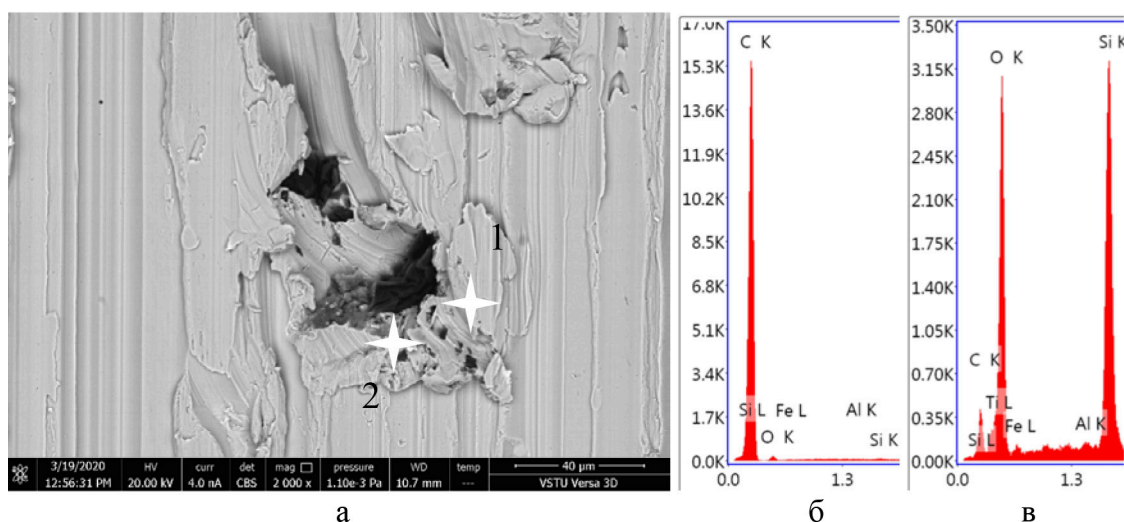 1
2
3/19/2020 HV curr det mag □ pressure WD temp 40 µm
12:56:31 PM 20.00 kV 4.0 nA CBS 2 000 x 1.10e-3 Pa 10.7 mm --- VSTU Versa 3D
а
17.0K
C K
15.3K
13.6K
11.9K
10.2K
8.5K
6.8K
5.1K
3.4K
1.7K
Si L Fe L Al K
O K Si K
0.0K
0.0 1.3
б
3.50K
Si K
O K
3.15K
2.80K
2.45K
2.10K
1.75K
1.40K
1.05K
C K
0.70K
Ti L
0.35K
Fe L Al K
Si L
0.00K
0.0 1.3
в